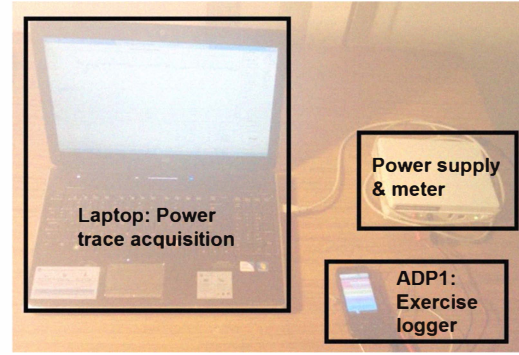 Laptop: Power
trace acquisition
Power supply
& meter
ADP1:
Exercise
logger